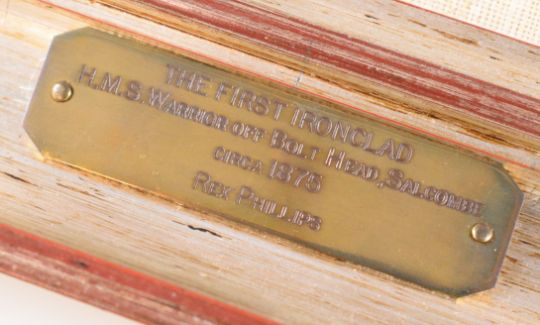 THE FIRST IRONCLAD
H.M.S. WARRIOR OFF BOLT HEAD, SALCOMBE
CIRCA 1875
REX PHILLIPS